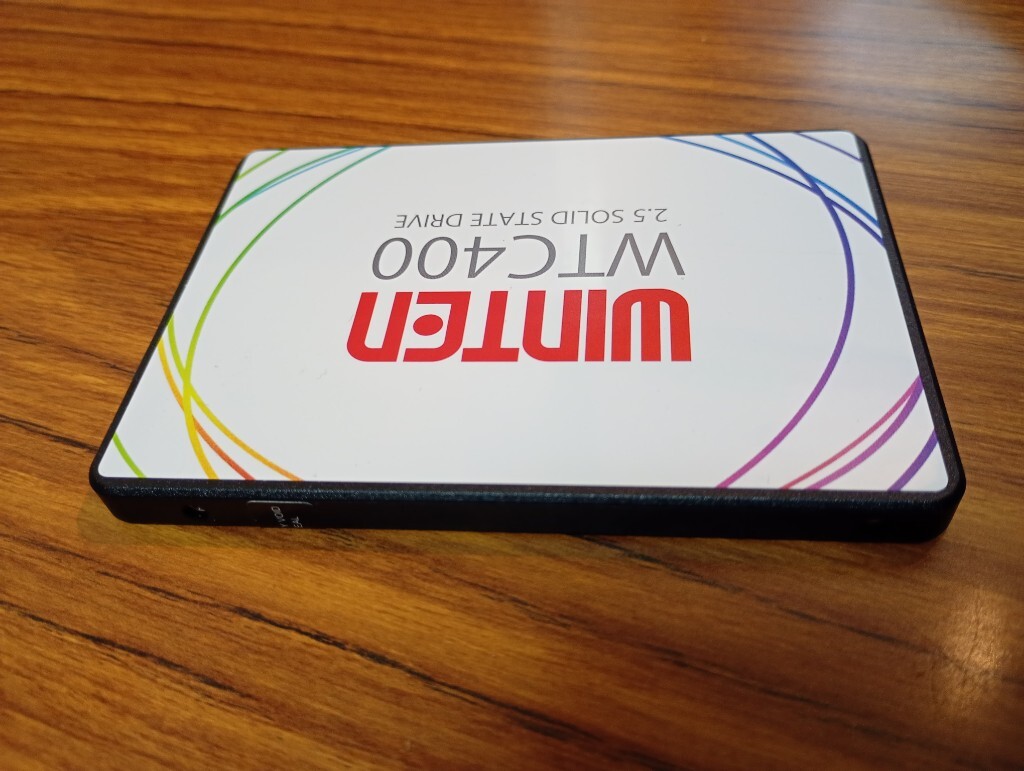 WINTEN
WTC400
2.5 SOLID STATE DRIVE